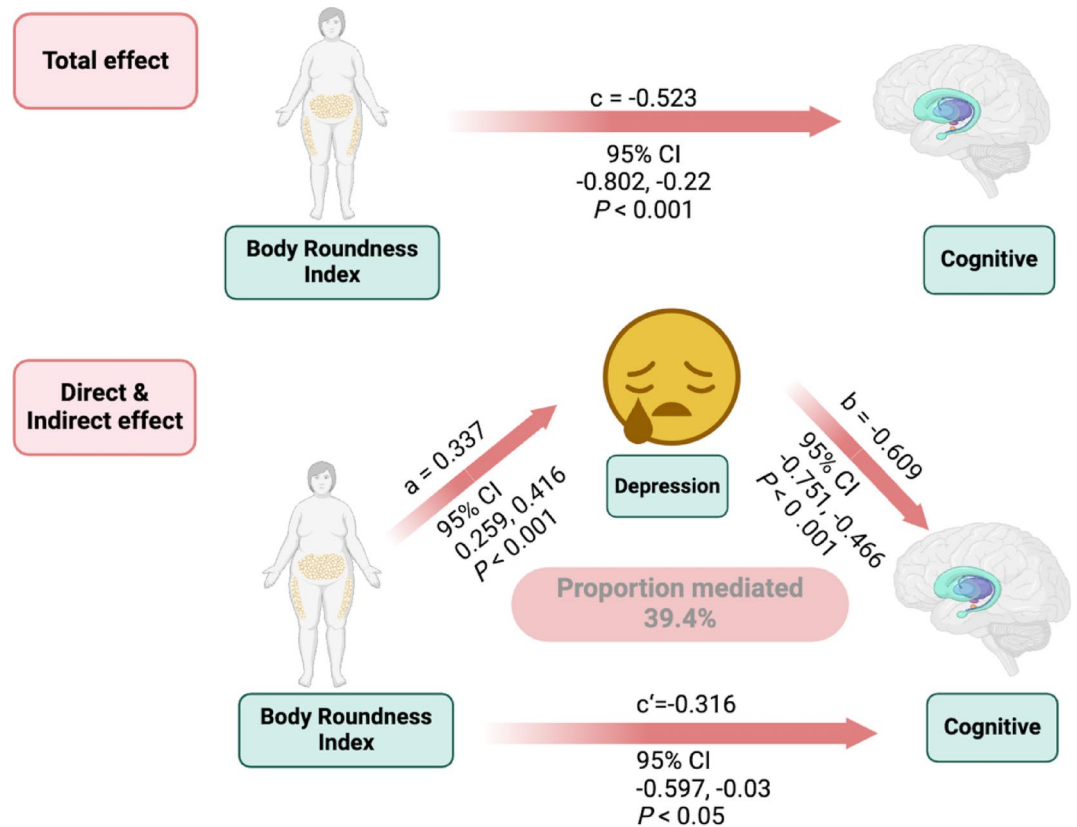 Total effect
c = -0.523
95% CI
-0.802, -0.22
P < 0.001
Body Roundness
Index
Cognitive
Direct &
Indirect effect
a = 0.337
95% CI
0.259, 0.416
P < 0.001
Depression
b = -0.609
95% CI
-0.751, -0.466
P < .001
Proportion mediated
39.4%
Body Roundness
Index
c‘=-0.316
95% CI
-0.597, -0.03
P < 0.05
Cognitive